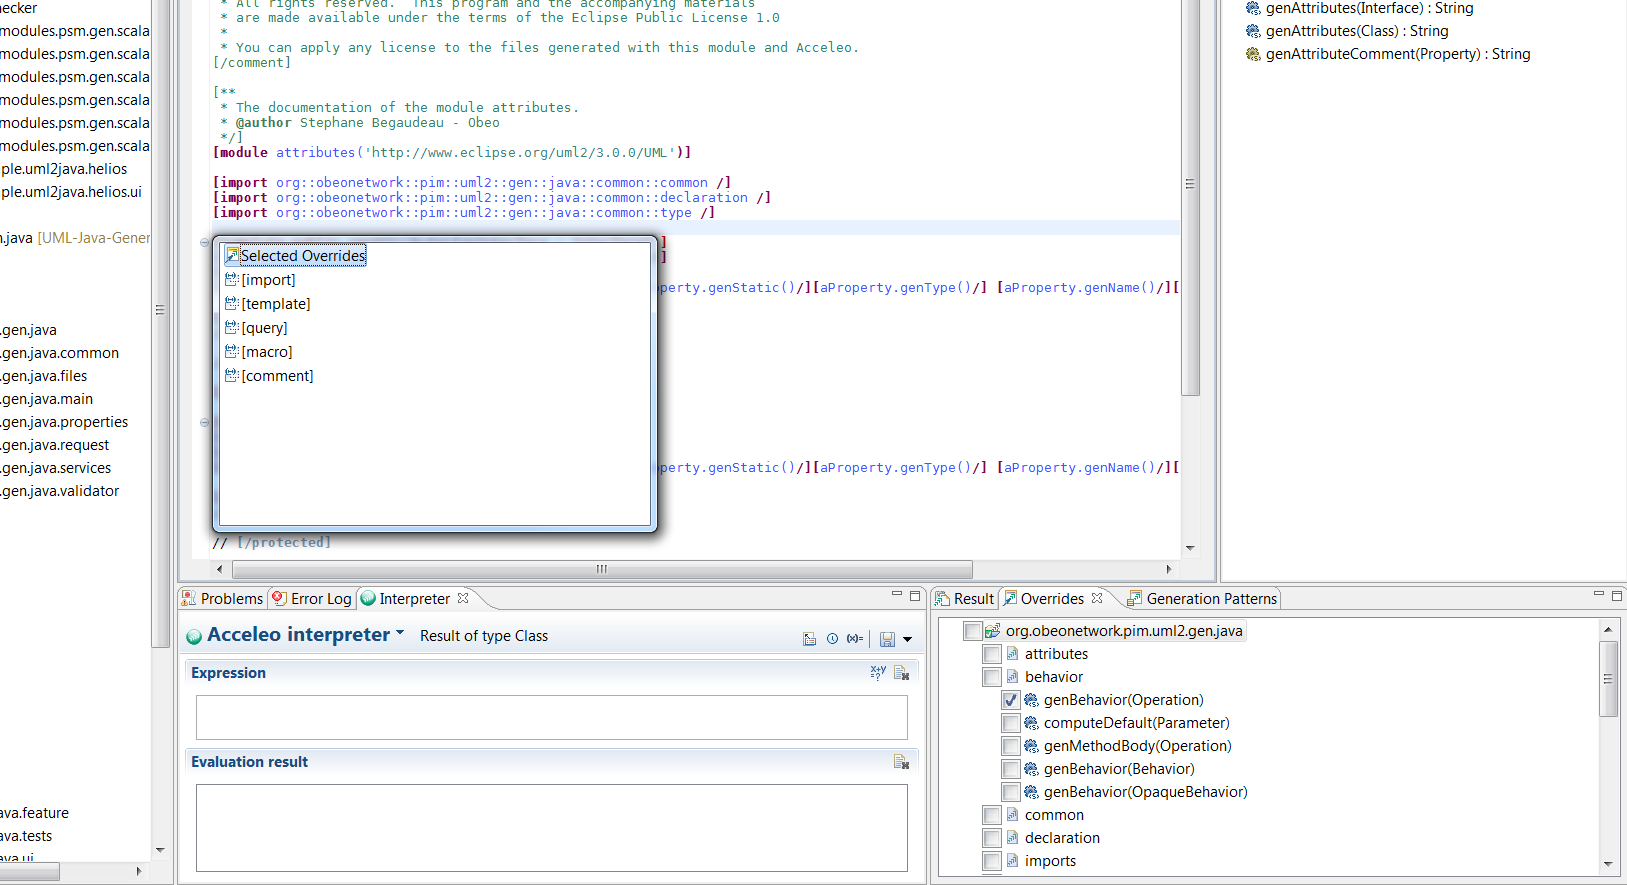 ecker
modules.psm.gen.scala
modules.psm.gen.scala
modules.psm.gen.scala
modules.psm.gen.scala
modules.psm.gen.scala
modules.psm.gen.scala
ple.uml2java.helios
ple.uml2java.helios.ui
n.java [UML-Java-Gener
.gen.java
.gen.java.common
.gen.java.files
.gen.java.main
.gen.java.properties
.gen.java.request
.gen.java.services
.gen.java.validator
ava.feature
ava.tests
ava.ui
* All rights reserved.  This program and the accompanying materials
* are made available under the terms of the Eclipse Public License 1.0
*
* You can apply any license to the files generated with this module and Acceleo.
[/comment]
[**
* The documentation of the module attributes.
* @author Stephane Begaudeau - Obeo
*/]
[module attributes('http://www.eclipse.org/uml2/3.0.0/UML')]
[import org::obeonetwork::pim::uml2::gen::java::common::common /]
[import org::obeonetwork::pim::uml2::gen::java::common::declaration /]
[import org::obeonetwork::pim::uml2::gen::java::common::type /]
]
]
perty.genStatic()/][aProperty.genType()/] [aProperty.genName()/][
perty.genStatic()/][aProperty.genType()/] [aProperty.genName()/][
// [/protected]
Selected Overrides
[import]
[template]
[query]
[macro]
[comment]
genAttributes(Interface) : String
genAttributes(Class) : String
genAttributeComment(Property) : String
Problems Error Log Interpreter
Acceleo interpreter Result of type Class
(x)=
Expression
x+y
=?
Evaluation result
Result Overrides Generation Patterns
org.obeonetwork.pim.uml2.gen.java
attributes
behavior
genBehavior(Operation)
computeDefault(Parameter)
genMethodBody(Operation)
genBehavior(Behavior)
genBehavior(OpaqueBehavior)
common
declaration
imports